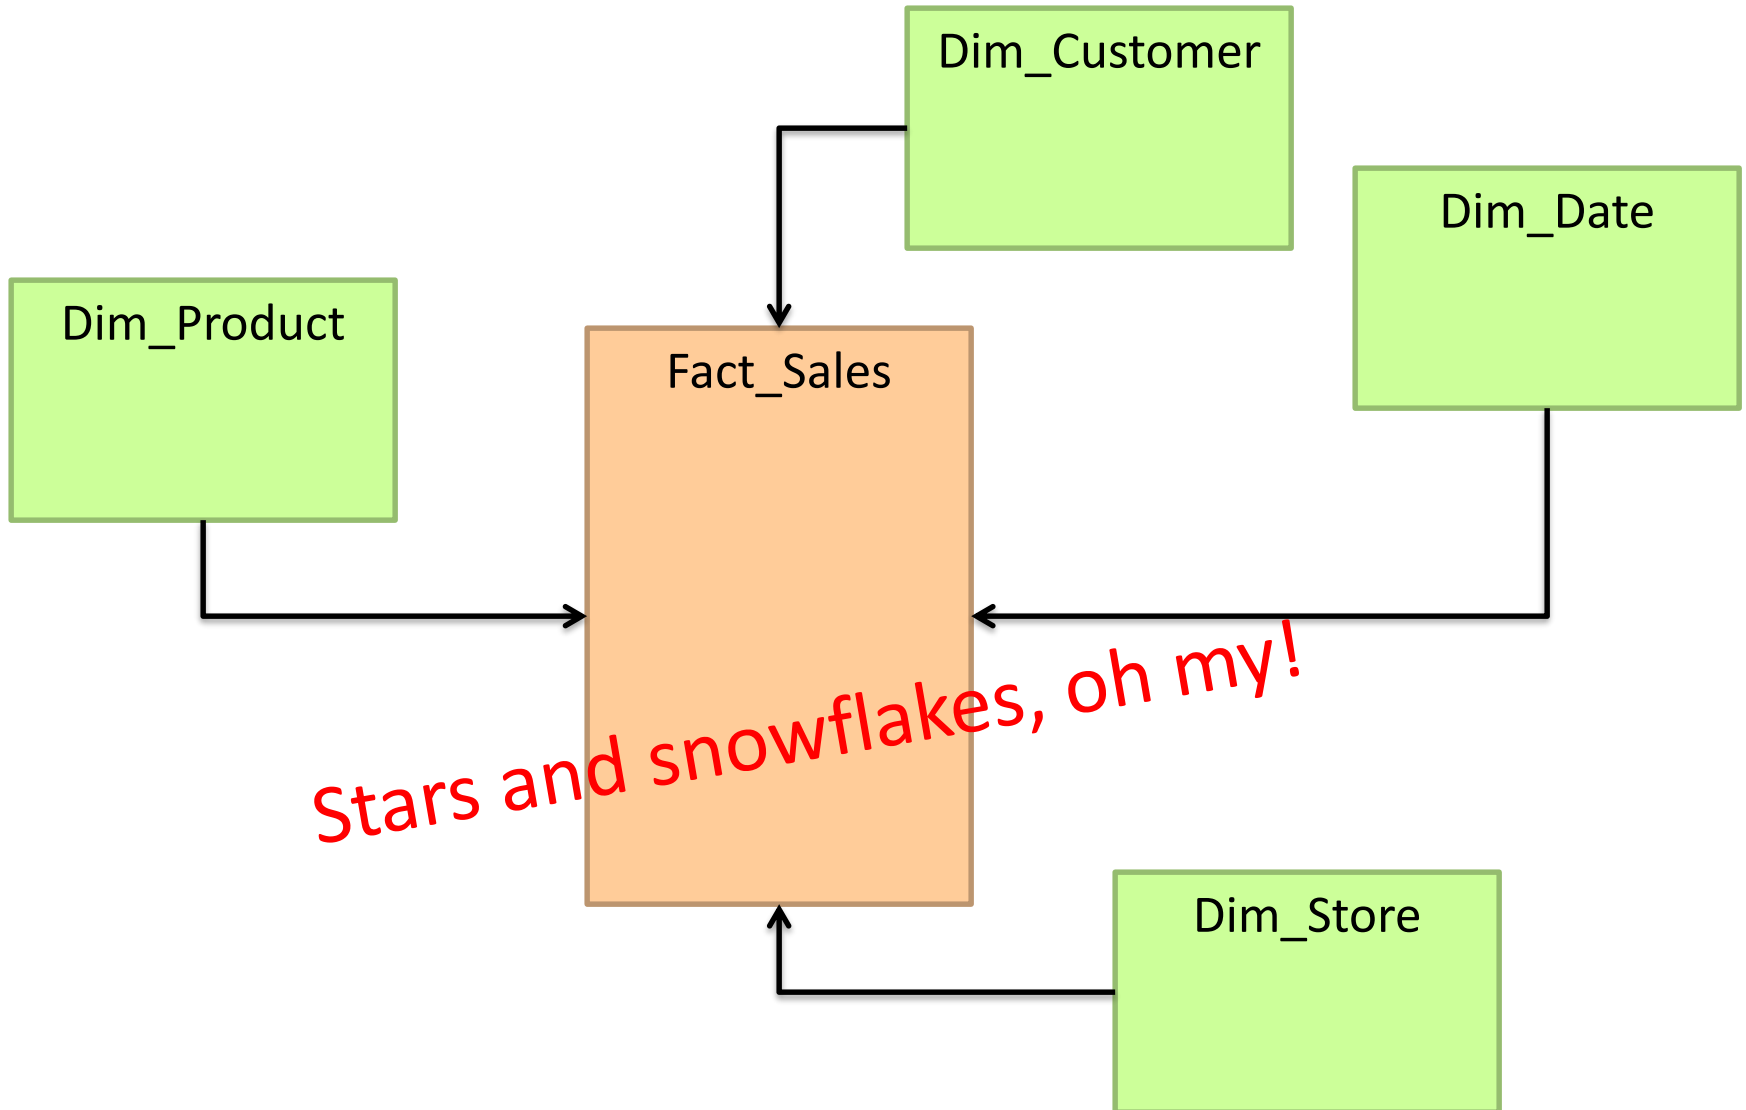 Dim_Customer
Dim_Date
Dim_Product
Fact_Sales
Stars and snowflakes, oh my!
Dim_Store